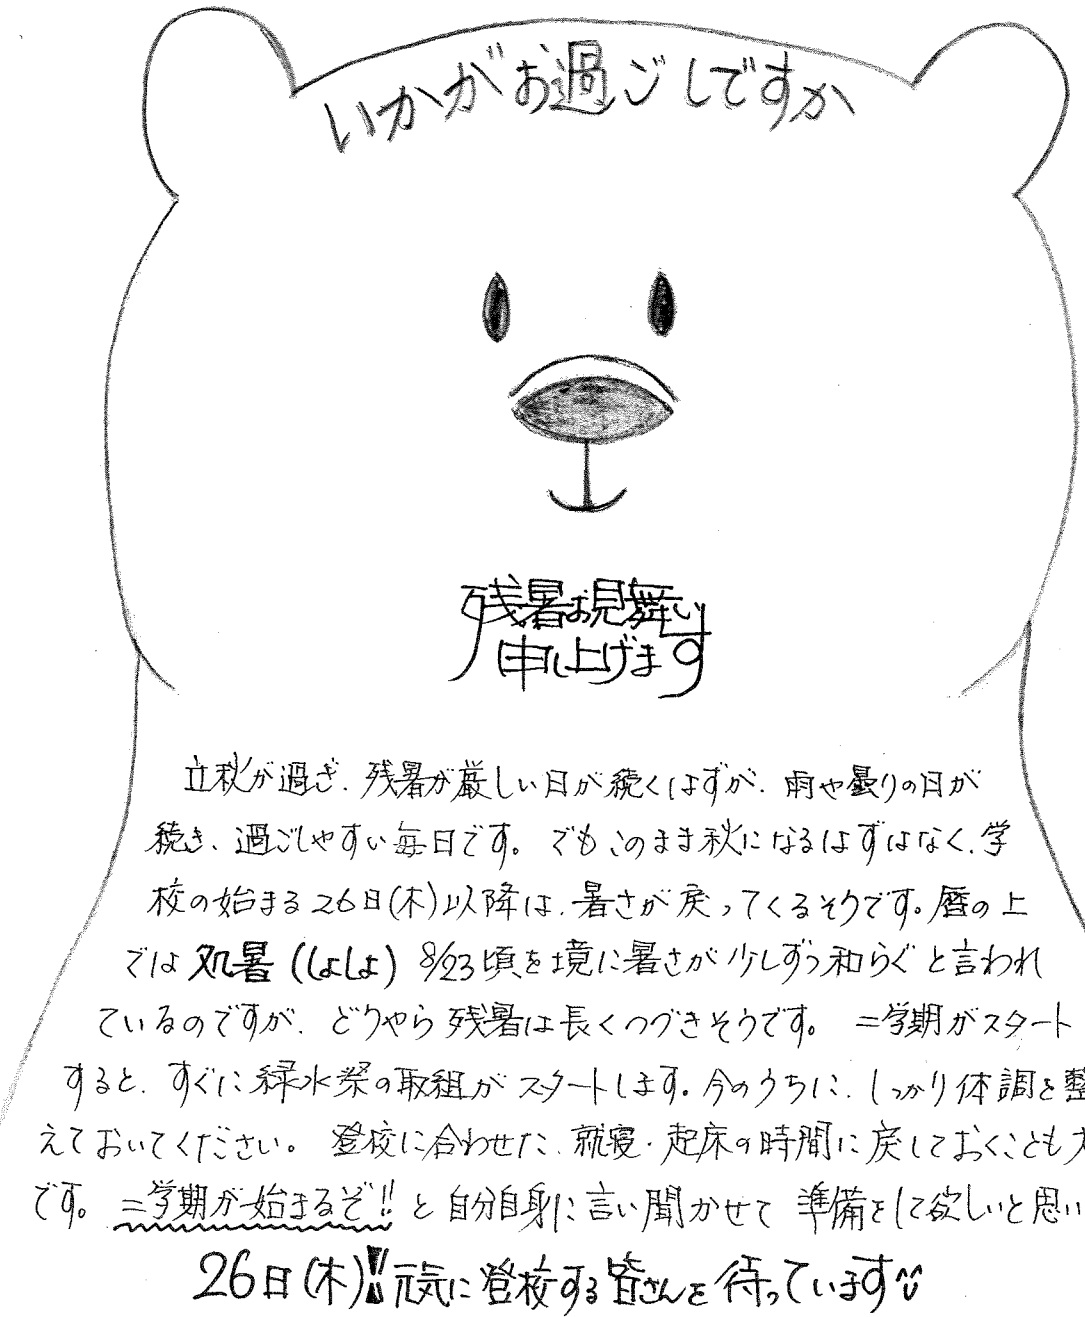 いかがお過ごしですか
残暑お見舞い
申し上げます
立秋が過ぎ、残暑が厳しい日が続くはずが、雨や曇りの日が
続き、過ごしやすい毎日です。でもこのまま秋になるはずはなく、学
校の始まる26日(木)以降は、暑さが戻ってくるそうです。暦の上
では処暑(しょしょ)8/23頃を境に暑さが少しずつ和らぐと言われ
ているのですが、どうやら残暑は長くつづきそうです。二学期がスタート
すると、すぐに緑水祭の取組がスタートします。今のうちに、しっかり体調を整
えておいてください。登校に合わせた、就寝・起床の時間に戻しておくことも大
です。二学期が始まるぞ!!と自分自身に言い聞かせて準備をして欲しいと思い
26日(木)!!元気に登校する皆さんを待っています